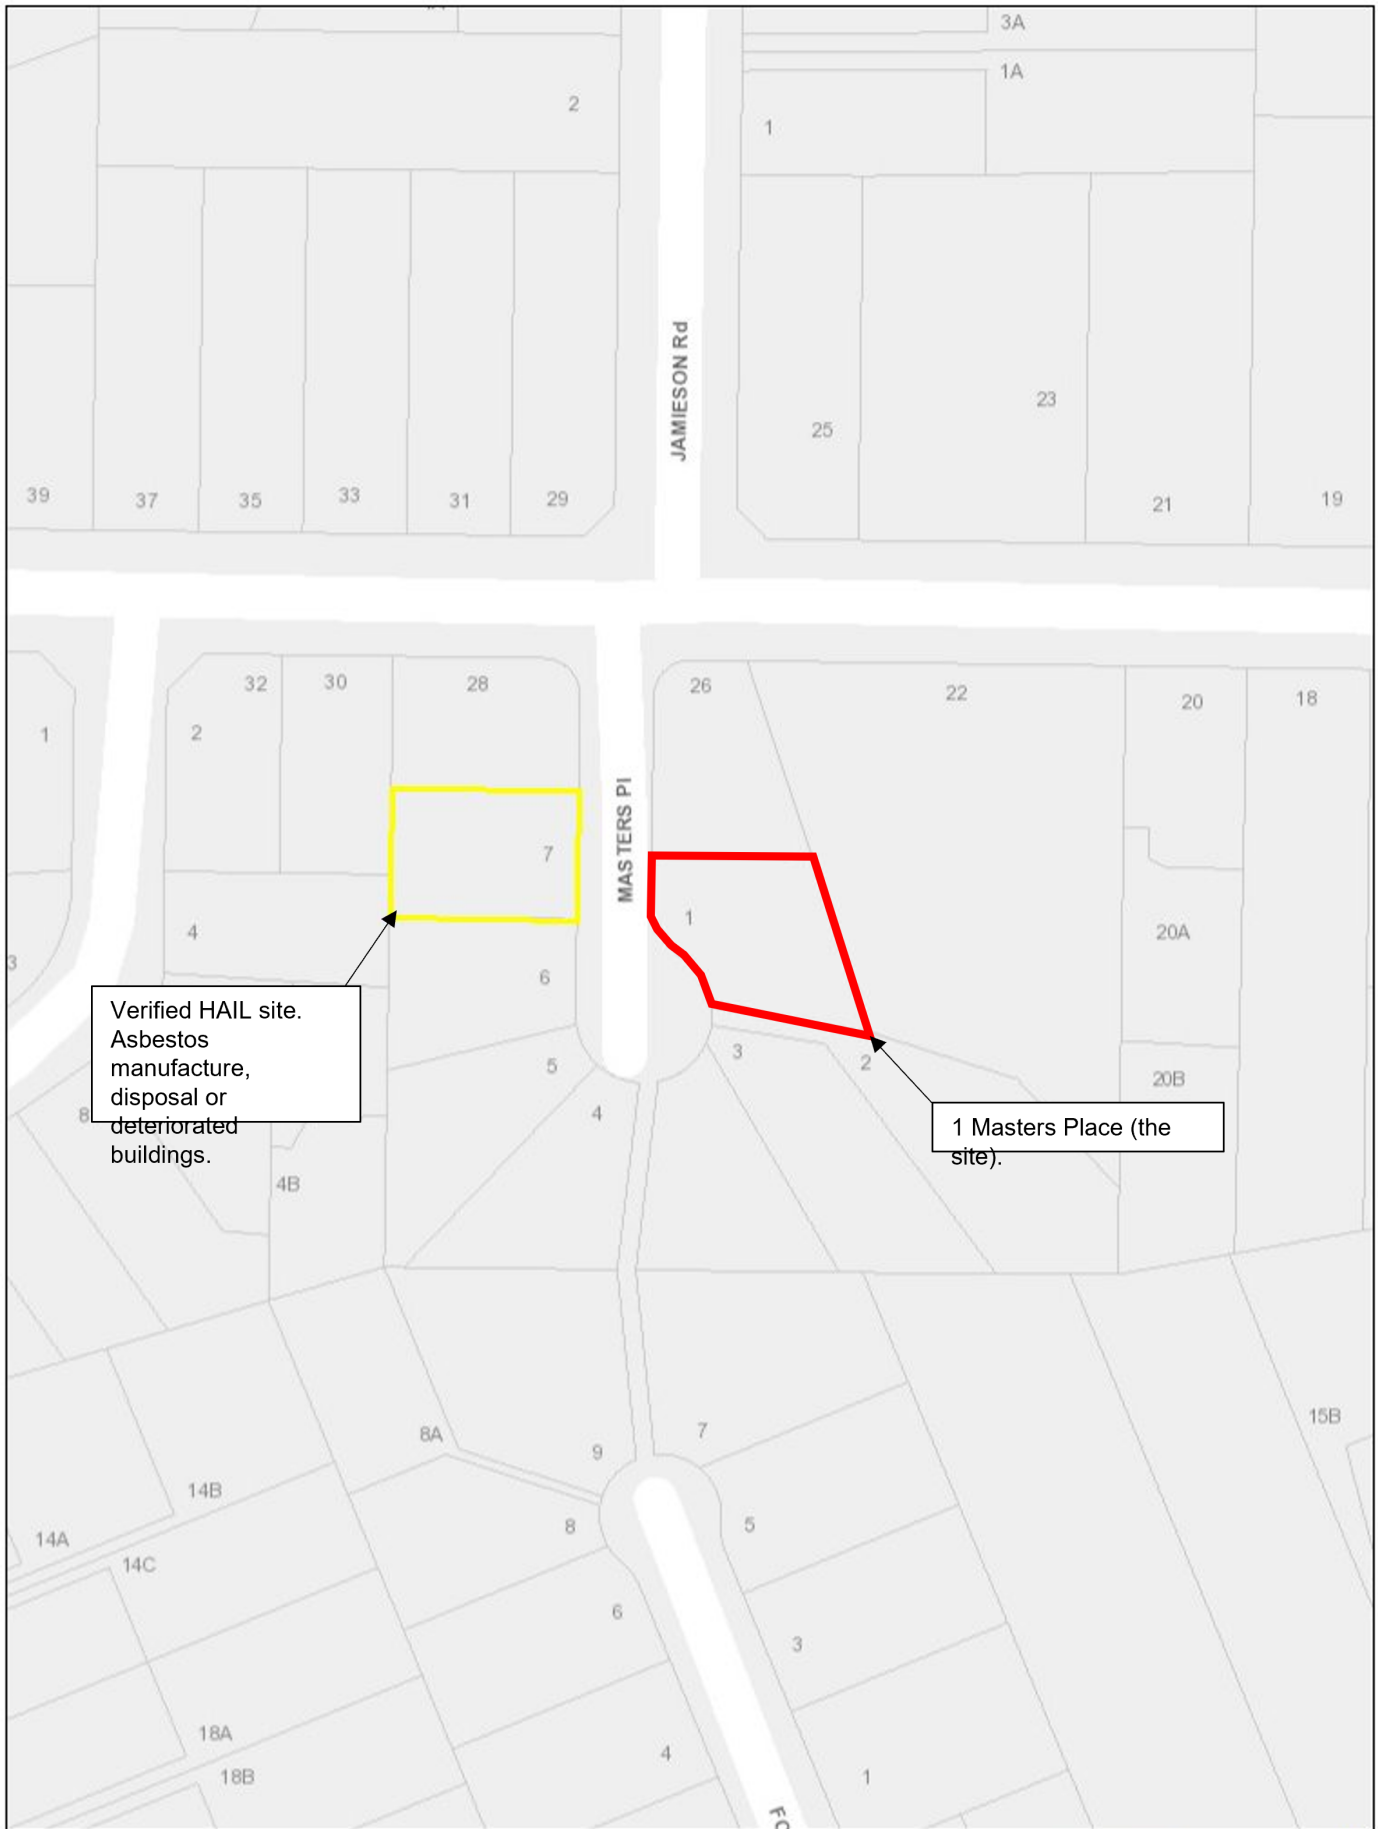 3A
1A
2
1
JAMIESON Rd
23
25
39
37
35
33
31
29
21
19
32
30
28
26
22
20
18
2
1
MASTERS Pl
7
1
4
20A
3
6
Verified HAIL site.
Asbestos
manufacture,
disposal or
deteriorated
buildings.
5
3
2
20B
8
4
1 Masters Place (the
site).
4B
15B
8A
7
9
14B
14A
8
5
14C
6
3
18A
4
18B
1